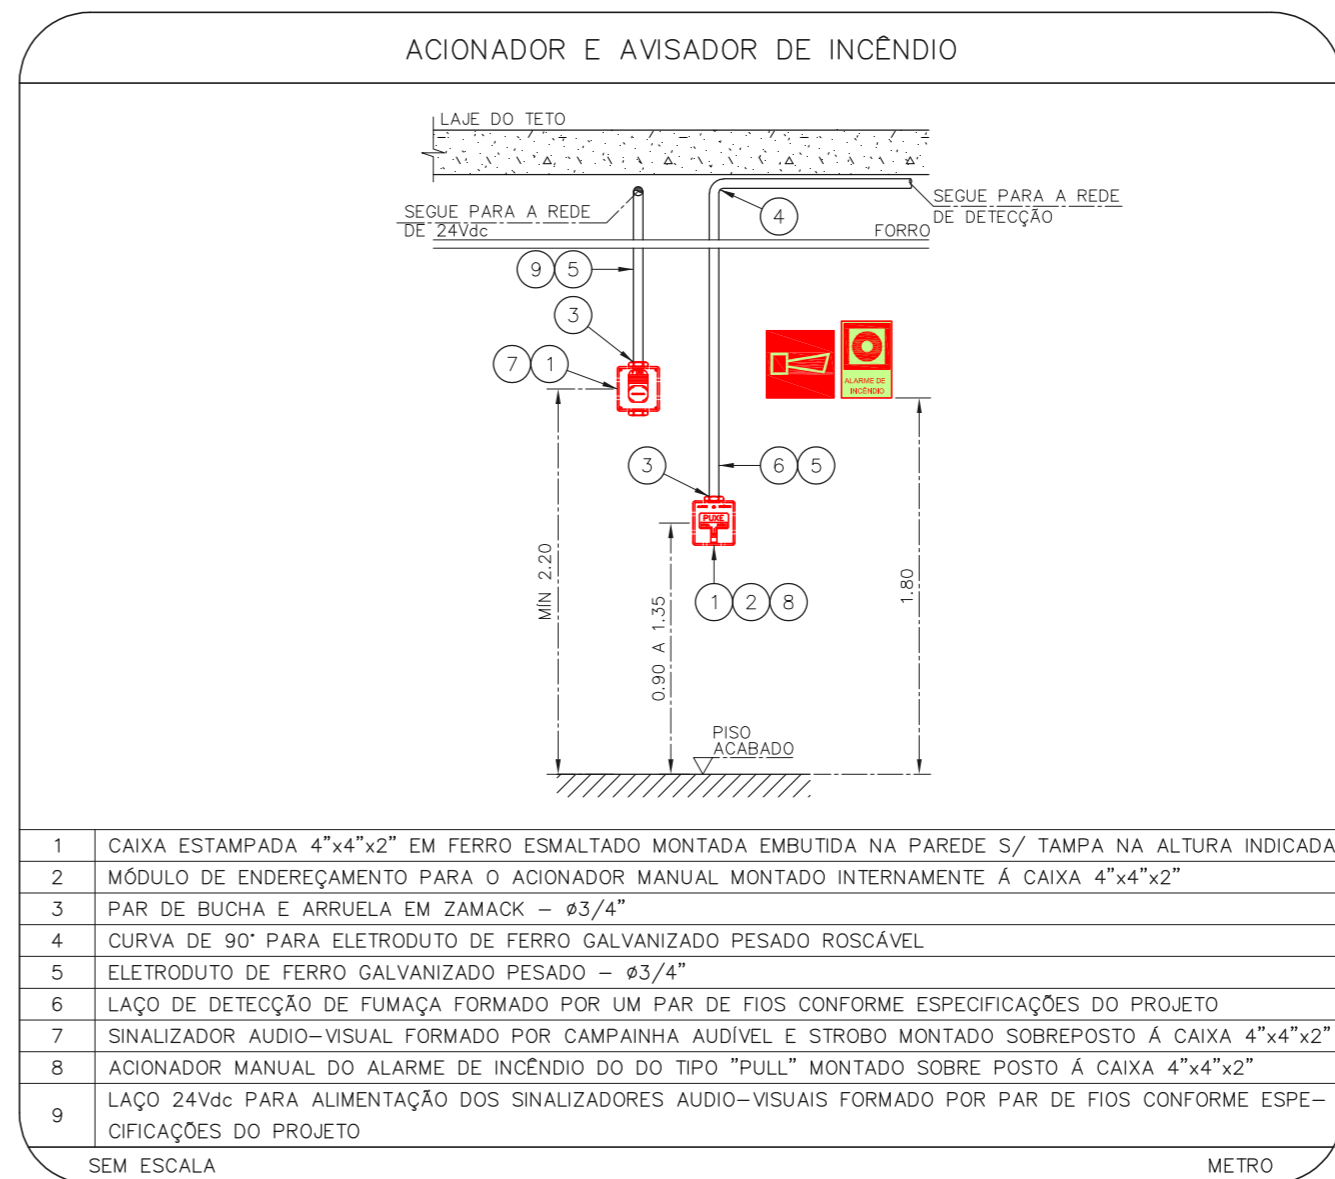 ACIONADOR E AVISADOR DE INCÊNDIO
LAJE DO TETO
SEGUE PARA A REDE
DE 24Vdc
SEGUE PARA A REDE
DE DETECÇÃO
4
FORRO
9 5
3
7 1
ALARME DE
INCÊNDIO
3
6 5
PUXE
1 2 8
MÍN 2.20
0.90 A 1.35
1.80
PISO
ACABADO
1 CAIXA ESTAMPADA 4”x4”x2” EM FERRO ESMALTADO MONTADA EMBUTIDA NA PAREDE S/ TAMPA NA ALTURA INDICADA
2 MÓDULO DE ENDEREÇAMENTO PARA O ACIONADOR MANUAL MONTADO INTERNAMENTE Á CAIXA 4”x4”x2”
3 PAR DE BUCHA E ARRUELA EM ZAMACK – ø3/4”
4 CURVA DE 90° PARA ELETRODUTO DE FERRO GALVANIZADO PESADO ROSCÁVEL
5 ELETRODUTO DE FERRO GALVANIZADO PESADO – ø3/4”
6 LAÇO DE DETECÇÃO DE FUMAÇA FORMADO POR UM PAR DE FIOS CONFORME ESPECIFICAÇÕES DO PROJETO
7 SINALIZADOR AUDIO–VISUAL FORMADO POR CAMPAINHA AUDÍVEL E STROBO MONTADO SOBREPOSTO Á CAIXA 4”x4”x2”
8 ACIONADOR MANUAL DO ALARME DE INCÊNDIO DO DO TIPO "PULL" MONTADO SOBRE POSTO Á CAIXA 4”x4”x2”
9 LAÇO 24Vdc PARA ALIMENTAÇÃO DOS SINALIZADORES AUDIO–VISUAIS FORMADO POR PAR DE FIOS CONFORME ESPE–
CIFICAÇÕES DO PROJETO
SEM ESCALA
METRO